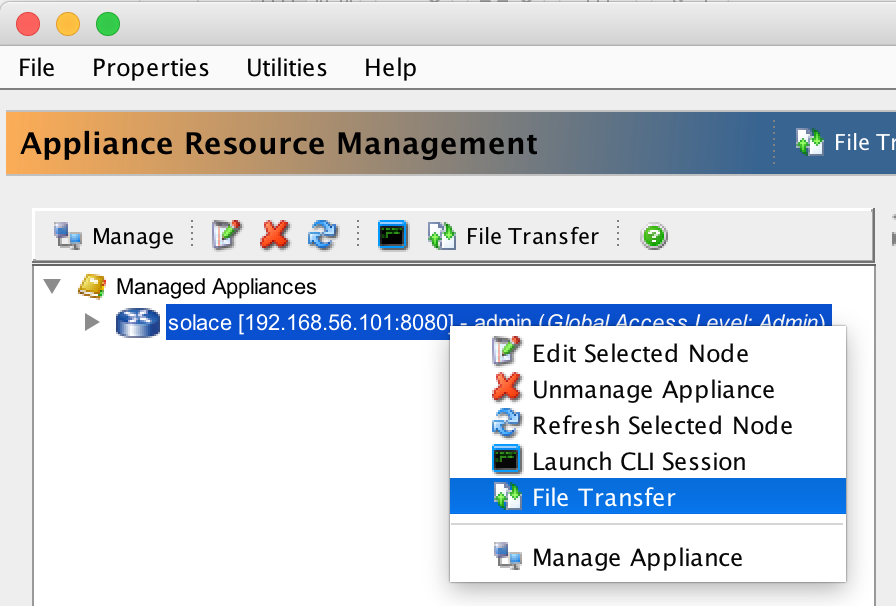 File Properties Utilities Help
Appliance Resource Management File Tr
Manage File Transfer
Managed Appliances
solace [192.168.56.101:8080] - admin (Global Access Level: Admin)
Edit Selected Node
Unmanage Appliance
Refresh Selected Node
Launch CLI Session
File Transfer
Manage Appliance